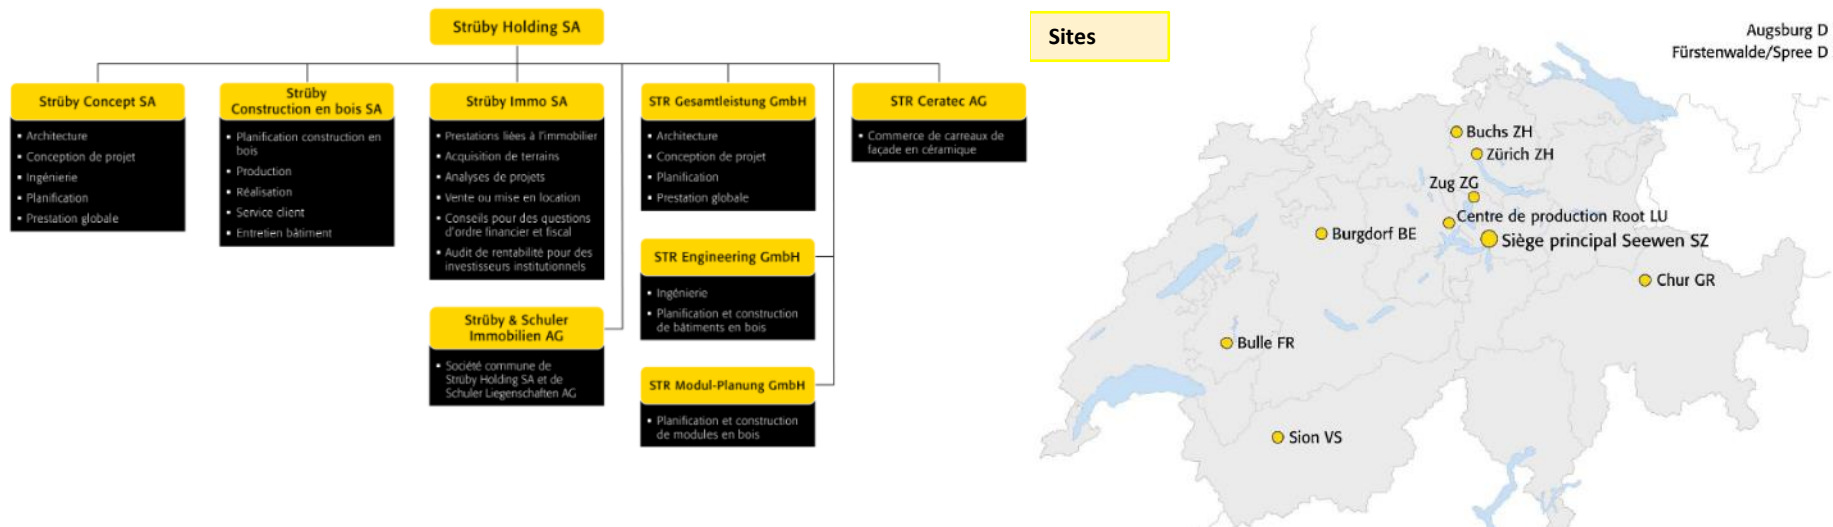 Strüby Holding SA
Strüby Concept SA
▪ Architecture
▪ Conception de projet
▪ Ingénierie
▪ Planification
▪ Prestation globale
Strüby
Construction en bois SA
▪ Planification construction en
bois
▪ Production
▪ Réalisation
▪ Service client
▪ Entretien bâtiment
Strüby Immo SA
▪ Prestations liées à l'immobilier
▪ Acquisition de terrains
▪ Analyses de projets
▪ Vente ou mise en location
▪ Conseils pour des questions
d'ordre financier et fiscal
▪ Audit de rentabilité pour des
investisseurs institutionnels
Strüby & Schuler
Immobilien AG
▪ Société commune de
Strüby Holding SA et de
Schuler Liegenschaften AG
STR Gesamtleistung GmbH
▪ Architecture
▪ Conception de projet
▪ Planification
▪ Prestation globale
STR Engineering GmbH
▪ Ingénierie
▪ Planification et construction
de bâtiments en bois
STR Modul-Planung GmbH
▪ Planification et construction
de modules en bois
STR Ceratec AG
▪ Commerce de carreaux de
façade en céramique
Sites
Augsburg D
Fürstenwalde/Spree D
Buchs ZH
Zürich ZH
Zug ZG
Centre de production Root LU
Burgdorf BE
Siège principal Seewen SZ
Chur GR
Bulle FR
Sion VS